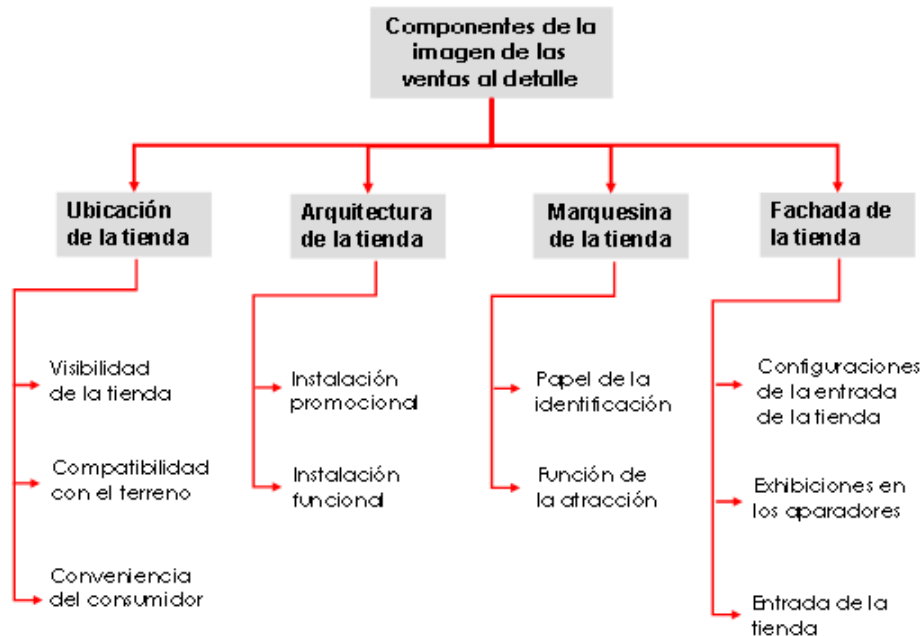 Componentes de la
imagen de las
ventas al detalle
Ubicación
de la tienda
Visibilidad
de la tienda
Compatibilidad
con el terreno
Conveniencia
del consumidor
Arquitectura
de la tienda
Instalación
promocional
Instalación
funcional
Marquesina
de la tienda
Papel de la
identificación
Función de
la atracción
Fachada de
la tienda
Configuraciones
de la entrada
de la tienda
Exhibiciones en
los aparadores
Entrada de la
tienda